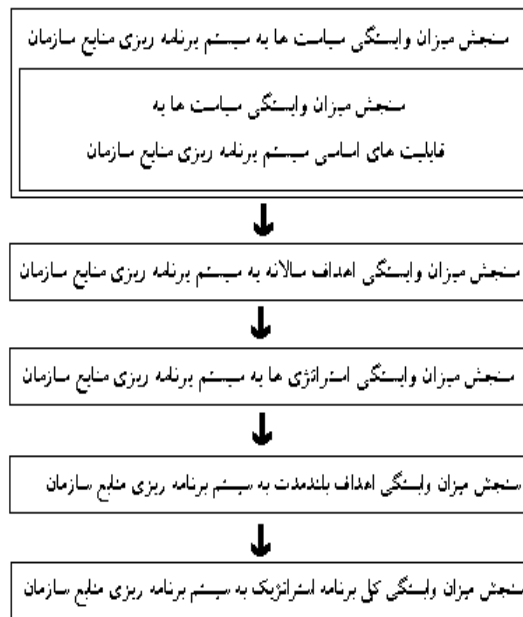 سنجش میزان وابستگی سیاست ها به سیستم برنامه ریزی منابع سازمان
سنجش میزان وابستگی سیاست ها به
قابلیت های اساسی سیستم برنامه ریزی منابع سازمان
سنجش میزان وابستگی اهداف سالانه به سیستم برنامه ریزی منابع سازمان
سنجش میزان وابستگی استراتژی ها به سیستم برنامه ریزی منابع سازمان
سنجش میزان وابستگی اهداف بلندمدت به سیستم برنامه ریزی منابع سازمان
سنجش میزان وابستگی کل برنامه استراتژیک به سیستم برنامه ریزی منابع سازمان